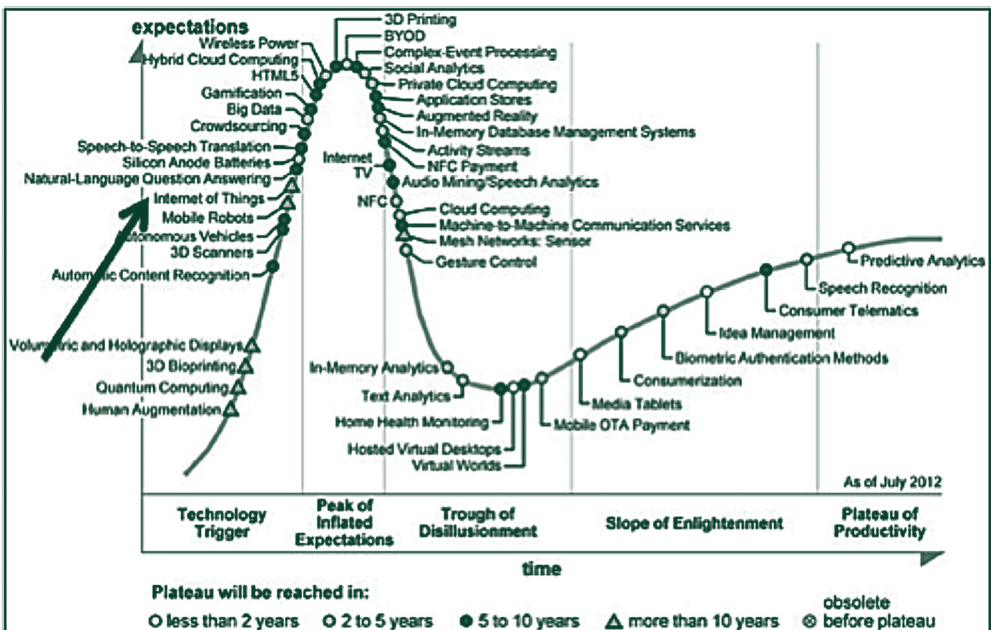 expectations
3D Printing
BYOD
Wireless Power
Complex-Event Processing
Hybrid Cloud Computing
Social Analytics
HTML5
Private Cloud Computing
Gamification
Application Stores
Big Data
Augmented Reality
Crowdsourcing
In-Memory Database Management Systems
Speech-to-Speech Translation
Activity Streams
Silicon Anode Batteries
Internet
TV
NFC Payment
Natural-Language Question Answering
Audio Mining/Speech Analytics
Internet of Things
NFC
Mobile Robots
Cloud Computing
Autonomous Vehicles
Machine-to-Machine Communication Services
3D Scanners
Mesh Networks: Sensor
Gesture Control
Automatic Content Recognition
Predictive Analytics
Speech Recognition
Consumer Telematics
Idea Management
Volumetric and Holographic Displays
Biometric Authentication Methods
3D Bioprinting
In-Memory Analytics
Consumerization
Quantum Computing
Text Analytics
Media Tablets
Human Augmentation
Home Health Monitoring
Mobile OTA Payment
Hosted Virtual Desktops
Virtual Worlds
As of July 2012
Technology
Trigger
Peak of
Inflated
Expectations
Trough of
Disillusionment
Slope of Enlightenment
Plateau of
Productivity
time
Plateau will be reached in:
less than 2 years
2 to 5 years
5 to 10 years
more than 10 years
obsolete
before plateau